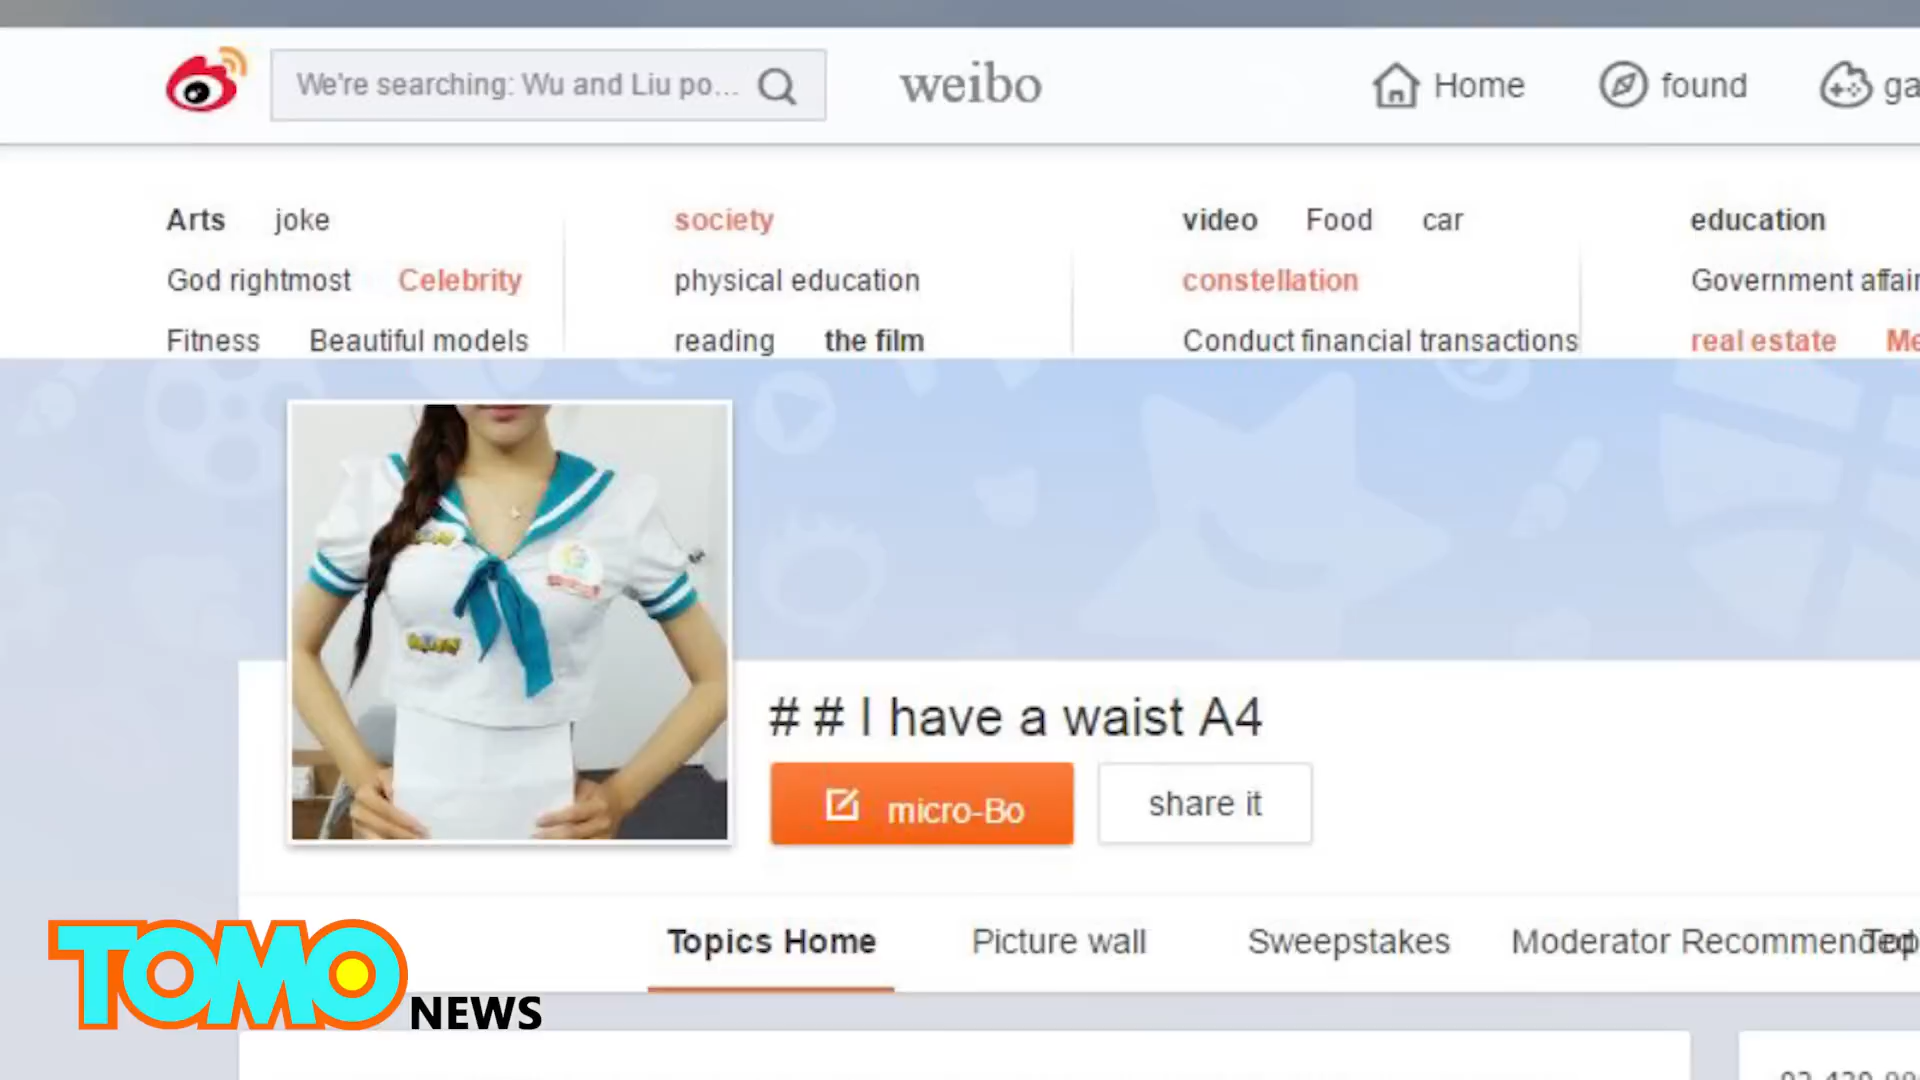 We're searching: Wu and Liu po...
weibo
Home
found
Arts joke
society
video Food car
education
God rightmost Celebrity
physical education
constellation
Government
Fitness Beautiful models
reading the film
Conduct financial transactions
real estate
# # I have a waist A4
micro-Bo
share it
Topics Home
Picture wall
Sweepstakes
Moderator
TOMO
NEWS